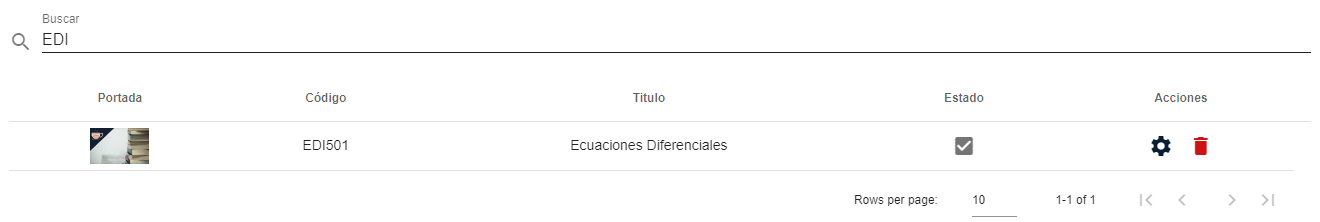 Buscar
EDI
Portada Código Titulo Estado Acciones
EDI501 Ecuaciones Diferenciales
Rows per page: 10 1-1 of 1